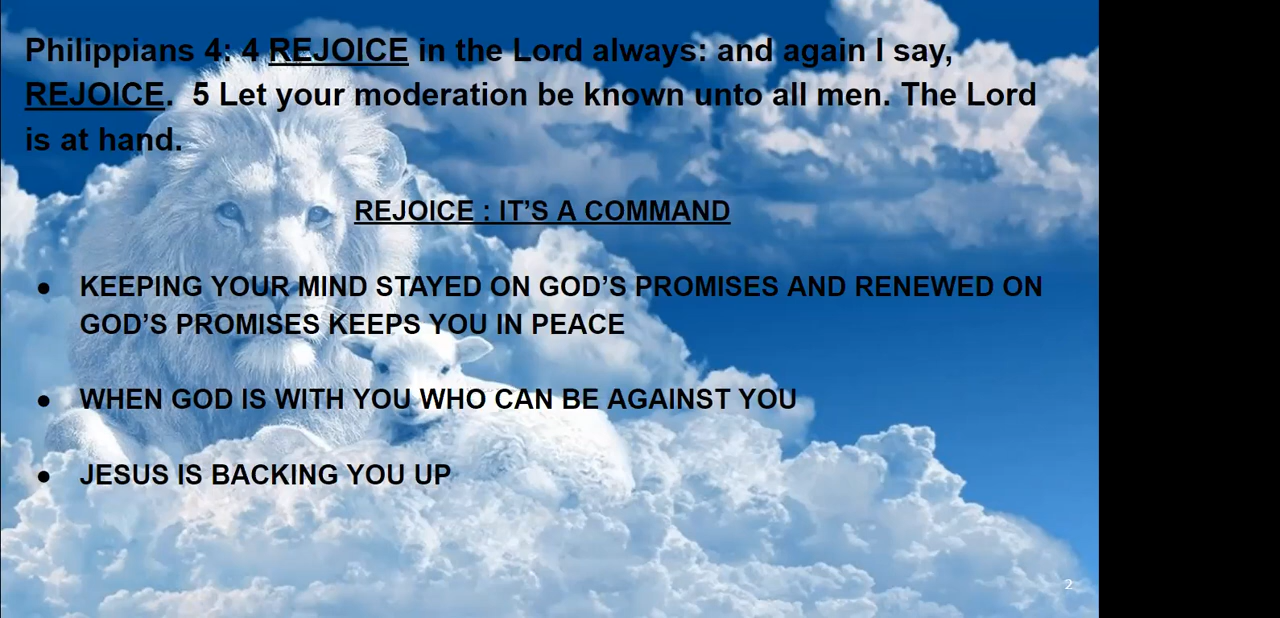 Philippians 4: 4 REJOICE in the Lord always: and again I say,
REJOICE.  5 Let your moderation be known unto all men. The Lord
is at hand.
REJOICE : IT’S A COMMAND
● KEEPING YOUR MIND STAYED ON GOD’S PROMISES AND RENEWED ON
GOD’S PROMISES KEEPS YOU IN PEACE
● WHEN GOD IS WITH YOU WHO CAN BE AGAINST YOU
● JESUS IS BACKING YOU UP
2